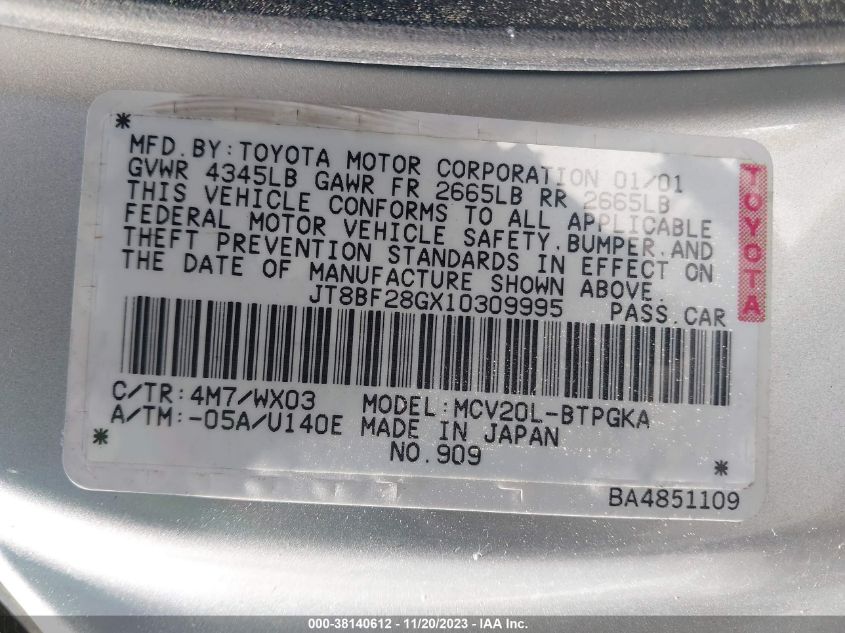 MFD. BY: TOYOTA MOTOR CORPORATION 01/01
GVWR 4345LB GAWR FR 2665LB RR 2665LB
THIS VEHICLE CONFORMS TO ALL APPLICABLE
FEDERAL MOTOR VEHICLE SAFETY, BUMPER, AND
THEFT PREVENTION STANDARDS IN EFFECT ON
THE DATE OF MANUFACTURE SHOWN ABOVE.
JT8BF28GX10309995 PASS. CAR
TOYOTA
C/TR: 4M7/WX03 MODEL: MCV20L-BTPGKA
A/TM: -05A/U140E MADE IN JAPAN
NO. 909
BA4851109
000-38140612 - 11/20/2023 - IAA Inc.